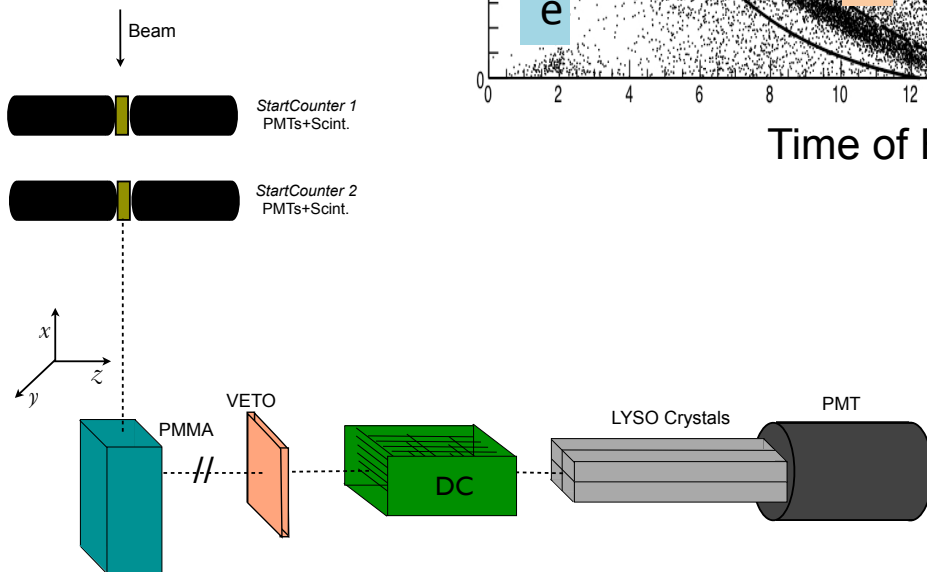 e
0
0 2 4 6 8 10 12
Time of
Beam
StartCounter 1
PMTs+Scint.
StartCounter 2
PMTs+Scint.
x
z
y
VETO
PMMA
DC
LYSO Crystals
PMT